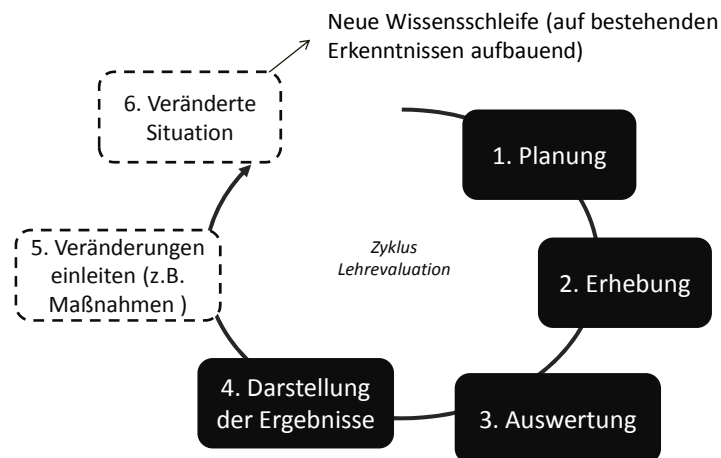 Neue Wissensschleife (auf bestehenden
Erkenntnissen aufbauend)
6. Veränderte
Situation
1. Planung
5. Veränderungen
einleiten (z.B.
Maßnahmen )
Zyklus
Lehrevaluation
2. Erhebung
4. Darstellung
der Ergebnisse
3. Auswertung